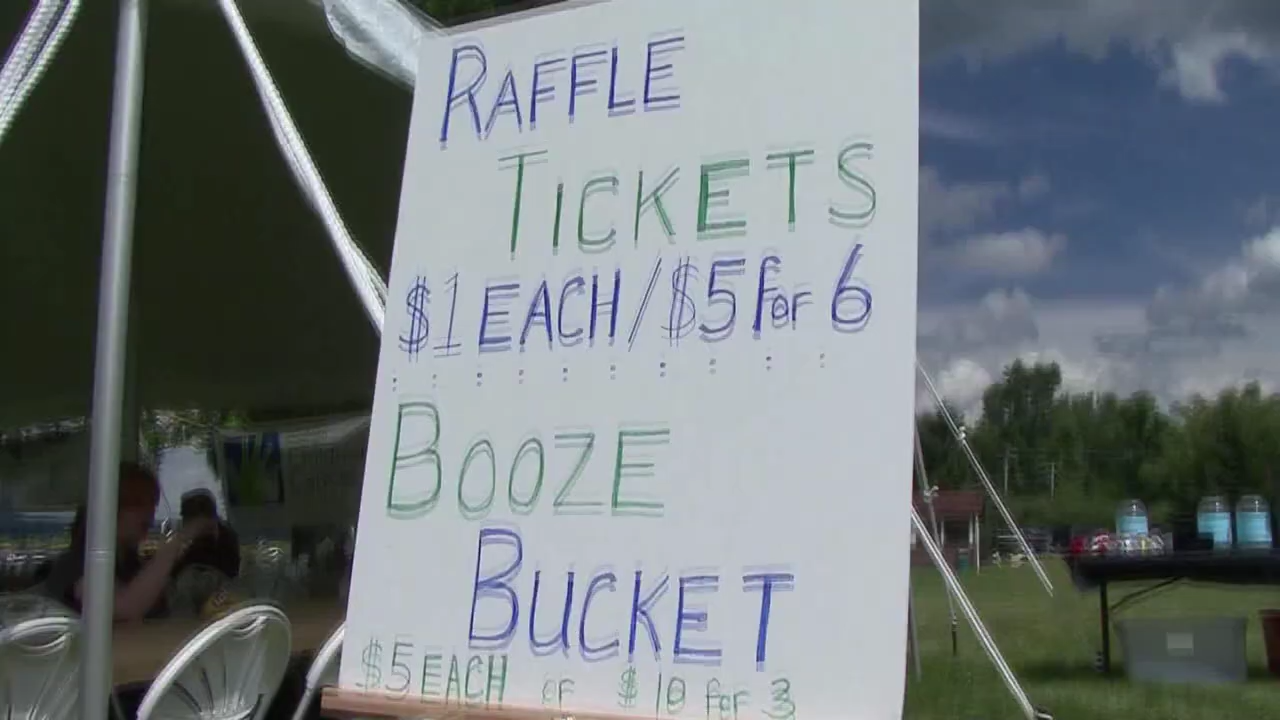 RAFFLE
TICKETS
$1 EACH/$5 for 6
BOOZE
BUCKET
$5 EACH or $10 for 3